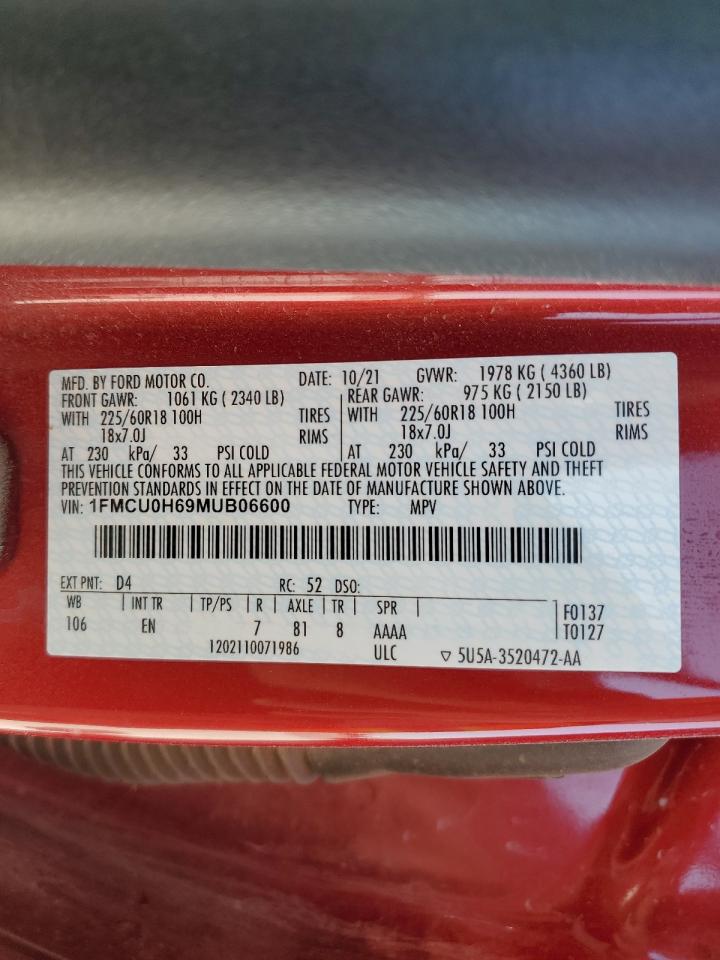 MFD. BY FORD MOTOR CO. DATE: 10/21 GVWR: 1978 KG ( 4360 LB)
FRONT GAWR: 1061 KG ( 2340 LB) REAR GAWR: 975 KG ( 2150 LB)
WITH 225/60R18 100H TIRES WITH 225/60R18 100H TIRES
18x7.0J RIMS 18x7.0J RIMS
AT 230 kPa/ 33 PSI COLD AT 230 kPa/ 33 PSI COLD
THIS VEHICLE CONFORMS TO ALL APPLICABLE FEDERAL MOTOR VEHICLE SAFETY AND THEFT
PREVENTION STANDARDS IN EFFECT ON THE DATE OF MANUFACTURE SHOWN ABOVE.
VIN: 1FMCU0H69MUB06600 TYPE: MPV
EXT PNT: D4 RC: 52 DSO:
WB INT TR TP/PS R AXLE TR SPR F0137
106 EN 7 81 8 AAAA T0127
1202110071986 ULC ▽ 5U5A-3520472-AA